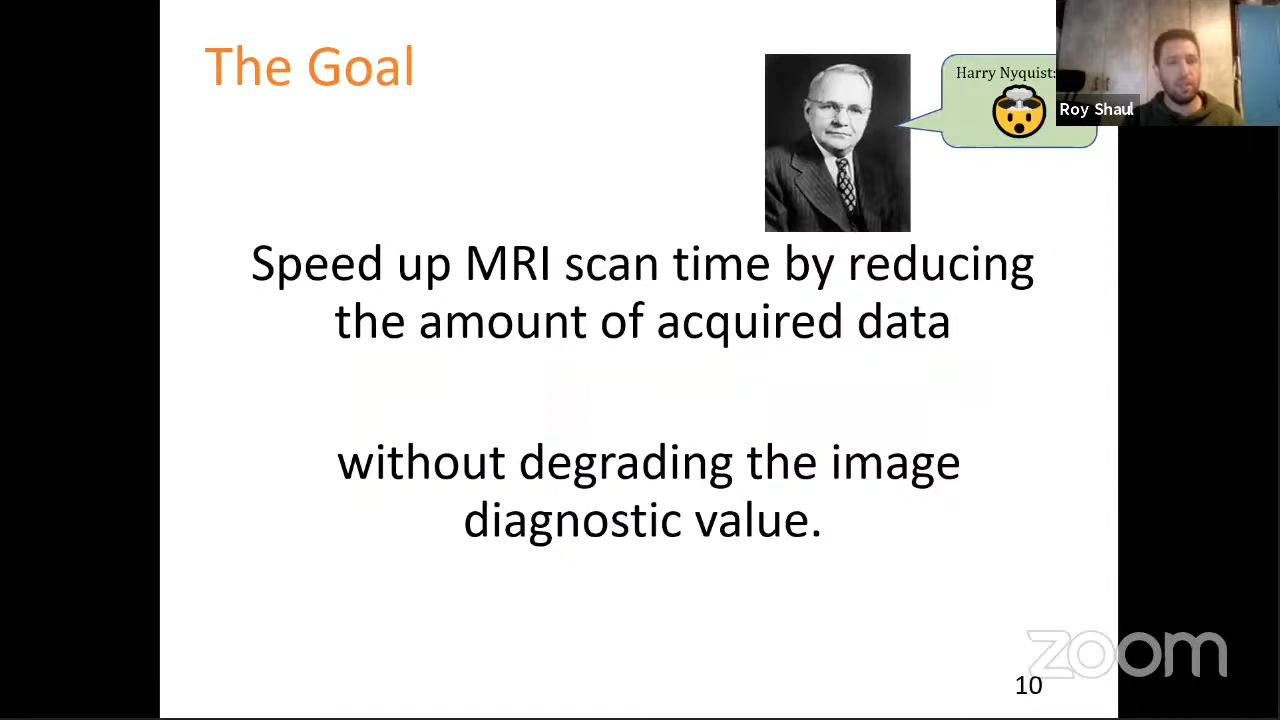 The Goal
Harry Nyquist:
Roy Shaul
Speed up MRI scan time by reducing
the amount of acquired data
without degrading the image
diagnostic value.
zoom
10